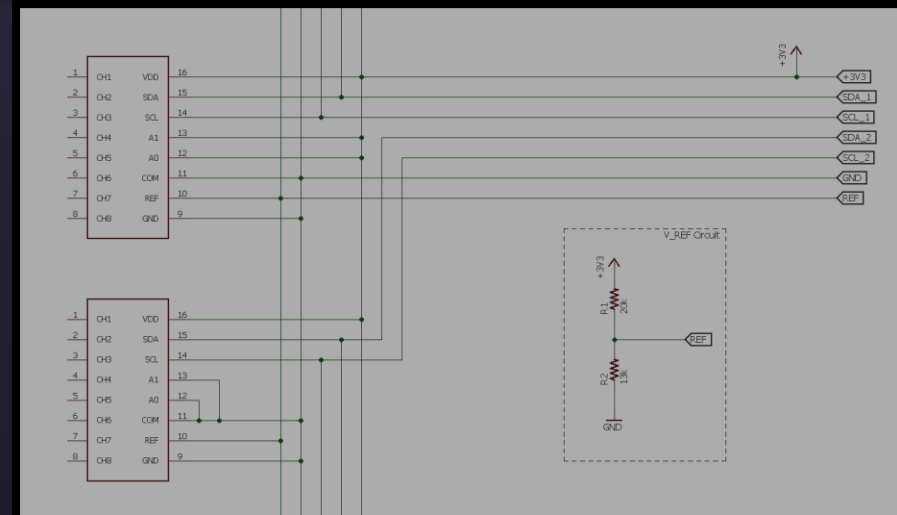 +3V3
1 CH1 VDD 16 +3V3
2 CH2 SDA 15 SDA_1
3 CH3 SCL 14 SCL_1
4 CH4 A1 13 SDA_2
5 CH5 A0 12 SCL_2
6 CH6 COM 11 GND
7 CH7 REF 10 REF
8 CH8 GND 9
V_REF Circuit
+3V3
R1 20k
REF
R2 13k
GND
1 CH1 VDD 16
2 CH2 SDA 15
3 CH3 SCL 14
4 CH4 A1 13
5 CH5 A0 12
6 CH6 COM 11
7 CH7 REF 10
8 CH8 GND 9